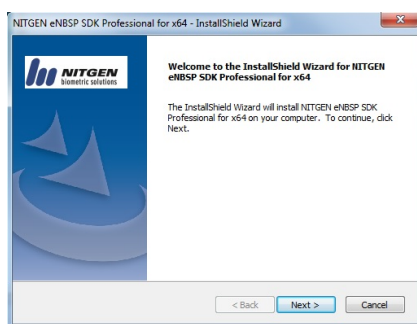 NITGEN eNBSP SDK Professional for x64 - InstallShield Wizard
NITGEN
biometric solutions
Welcome to the InstallShield Wizard for NITGEN
eNBSP SDK Professional for x64
The InstallShield Wizard will install NITGEN eNBSP SDK
Professional for x64 on your computer. To continue, click
Next.
< Back
Next >
Cancel